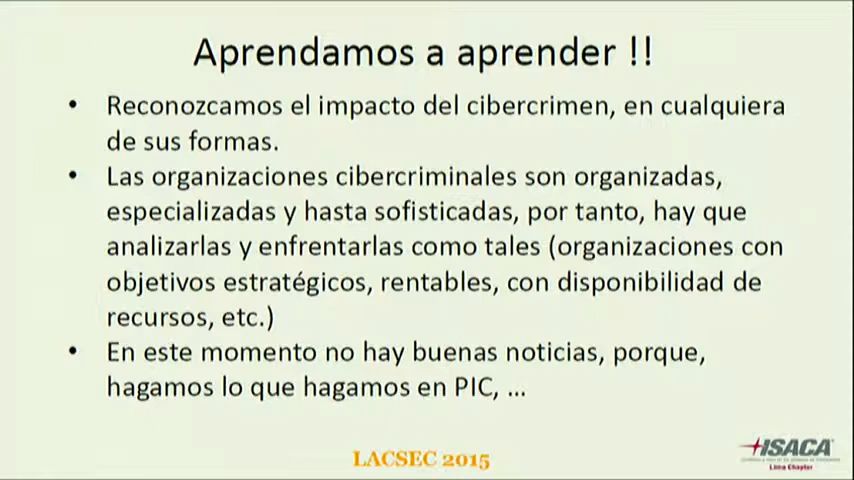 Aprendamos a aprender !!
• Reconozcamos el impacto del cibercrimen, en cualquiera
de sus formas.
• Las organizaciones cibercriminales son organizadas,
especializadas y hasta sofisticadas, por tanto, hay que
analizarlas y enfrentarlas como tales (organizaciones con
objetivos estratégicos, rentables, con disponibilidad de
recursos, etc.)
• En este momento no hay buenas noticias, porque,
hagamos lo que hagamos en PIC, ...
LACSEC 2015
ISACA
Lima Chapter